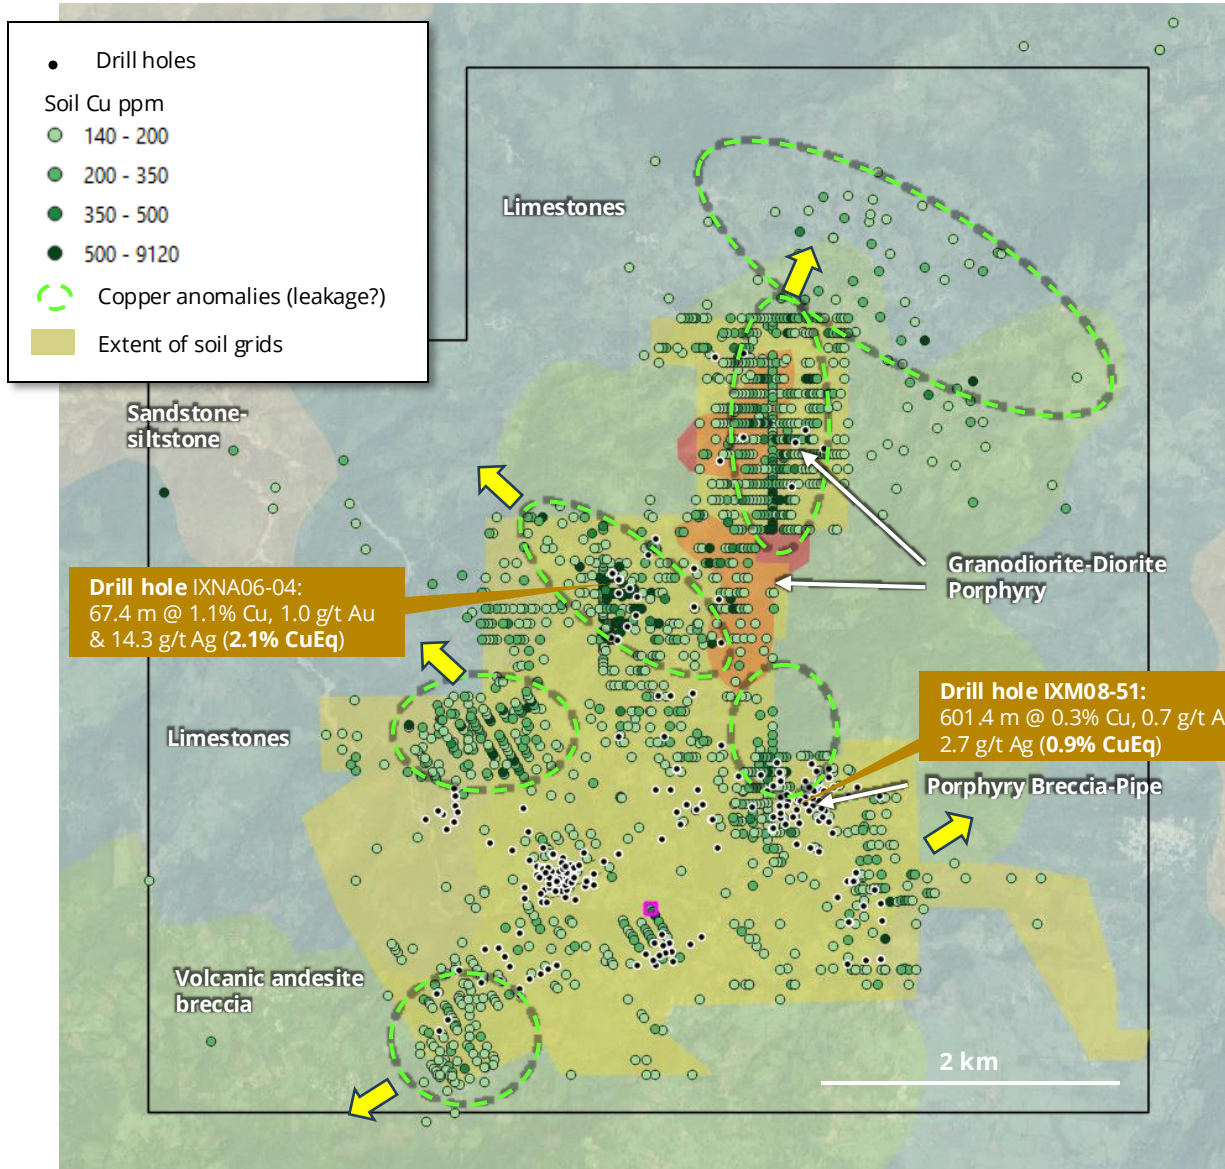 Drill holes
Soil Cu ppm
140 - 200
200 - 350
350 - 500
500 - 9120
Copper anomalies (leakage?)
Extent of soil grids
Limestones
Sandstone-
siltstone
Granodiorite-Diorite
Porphyry
Drill hole IXNA06-04:
67.4 m @ 1.1% Cu, 1.0 g/t Au
& 14.3 g/t Ag (2.1% CuEq)
Drill hole IXM08-51:
601.4 m @ 0.3% Cu, 0.7 g/t A
2.7 g/t Ag (0.9% CuEq)
Limestones
Porphyry Breccia-Pipe
Volcanic andesite
breccia
2 km